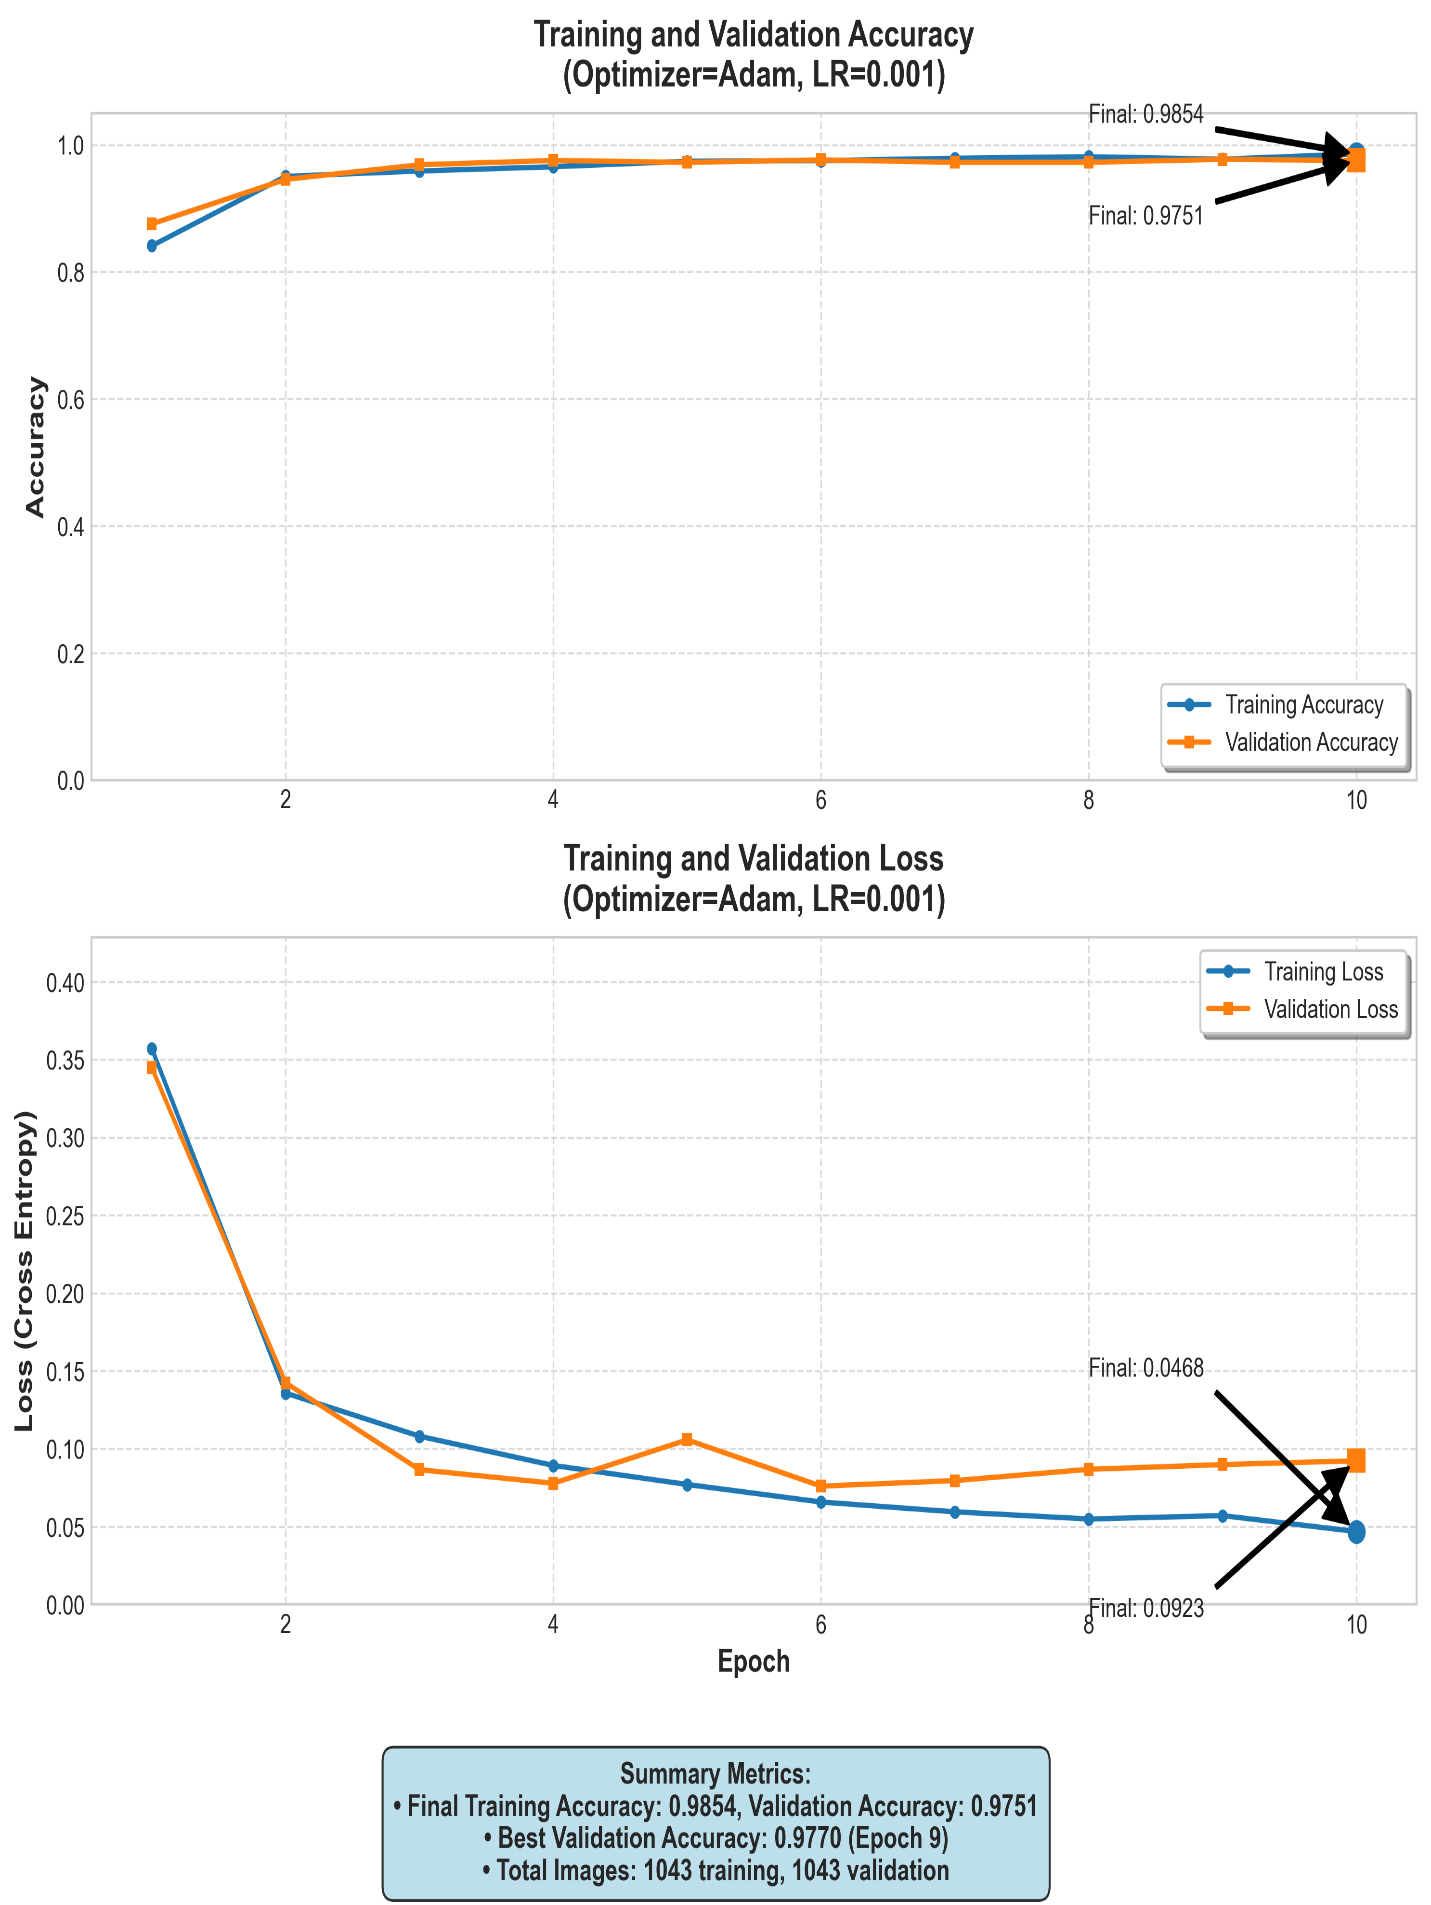 Training and Validation Accuracy
(Optimizer=Adam, LR=0.001)
Final: 0.9854
Final: 0.9751
Accuracy
1.0
0.8
0.6
0.4
0.2
0.0
Training Accuracy
Validation Accuracy
2 4 6 8 10
Training and Validation Loss
(Optimizer=Adam, LR=0.001)
Training Loss
Validation Loss
Loss (Cross Entropy)
0.40
0.35
0.30
0.25
0.20
0.15
0.10
0.05
0.00
Final: 0.0468
Final: 0.0923
2 4 6 8 10
Epoch
Summary Metrics:
• Final Training Accuracy: 0.9854, Validation Accuracy: 0.9751
• Best Validation Accuracy: 0.9770 (Epoch 9)
• Total Images: 1043 training, 1043 validation